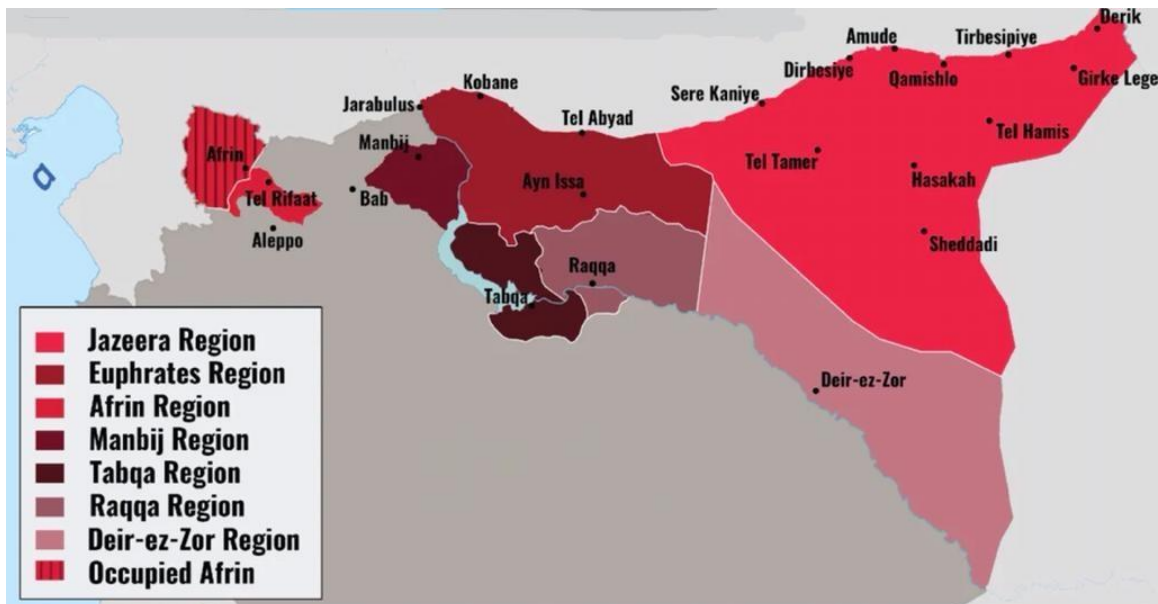 Derik
Amude
Tirbesipiye
Dirbesiye
Qamishlo
Girke Lege
Kobane
Sere Kaniye
Jarabulus
Tel Abyad
Tel Hamis
Manbij
Tel Tamer
Afrin
Hasakah
Ayn Issa
Tel Rifaat
Bab
Aleppo
Sheddadi
Raqqa
Tabqa
Deir-ez-Zor
Jazeera Region
Euphrates Region
Afrin Region
Manbij Region
Tabqa Region
Raqqa Region
Deir-ez-Zor Region
Occupied Afrin